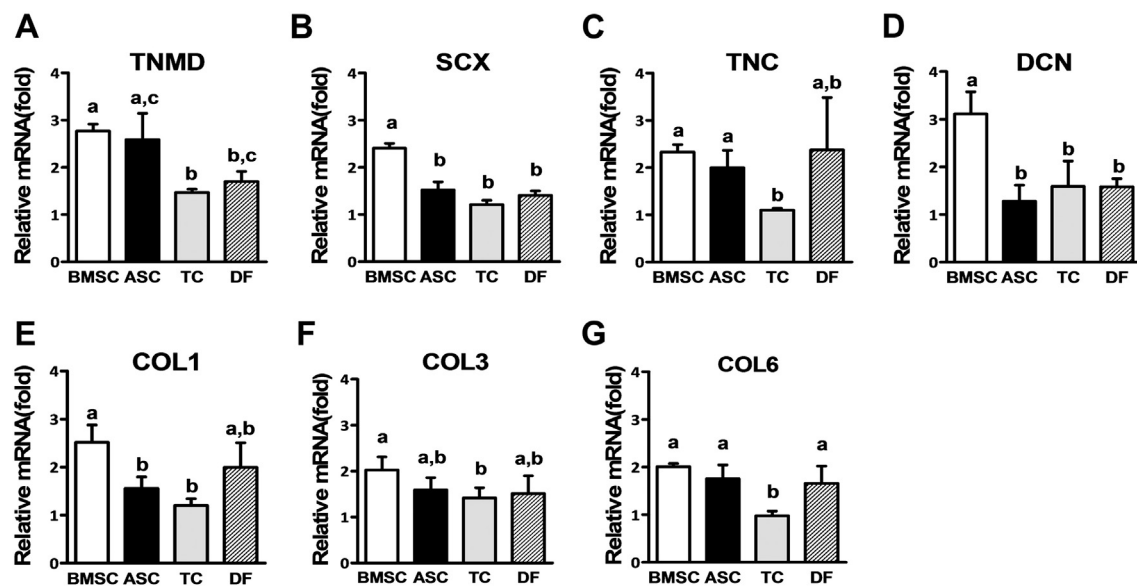 A
TNMD
Relative mRNA(fold)
4
3
2
1
0
a
a,c
b
b,c
BMSC ASC TC DF
B
SCX
Relative mRNA(fold)
4
3
2
1
0
a
b
b
b
BMSC ASC TC DF
C
TNC
Relative mRNA(fold)
4
3
2
1
0
a
a
b
a,b
BMSC ASC TC DF
D
DCN
Relative mRNA(fold)
4
3
2
1
0
a
b
b
b
BMSC ASC TC DF
E
COL1
Relative mRNA(fold)
4
3
2
1
0
a
b
b
a,b
BMSC ASC TC DF
F
COL3
Relative mRNA(fold)
4
3
2
1
0
a
a,b
b
a,b
BMSC ASC TC DF
G
COL6
Relative mRNA(fold)
4
3
2
1
0
a
a
b
a
BMSC ASC TC DF